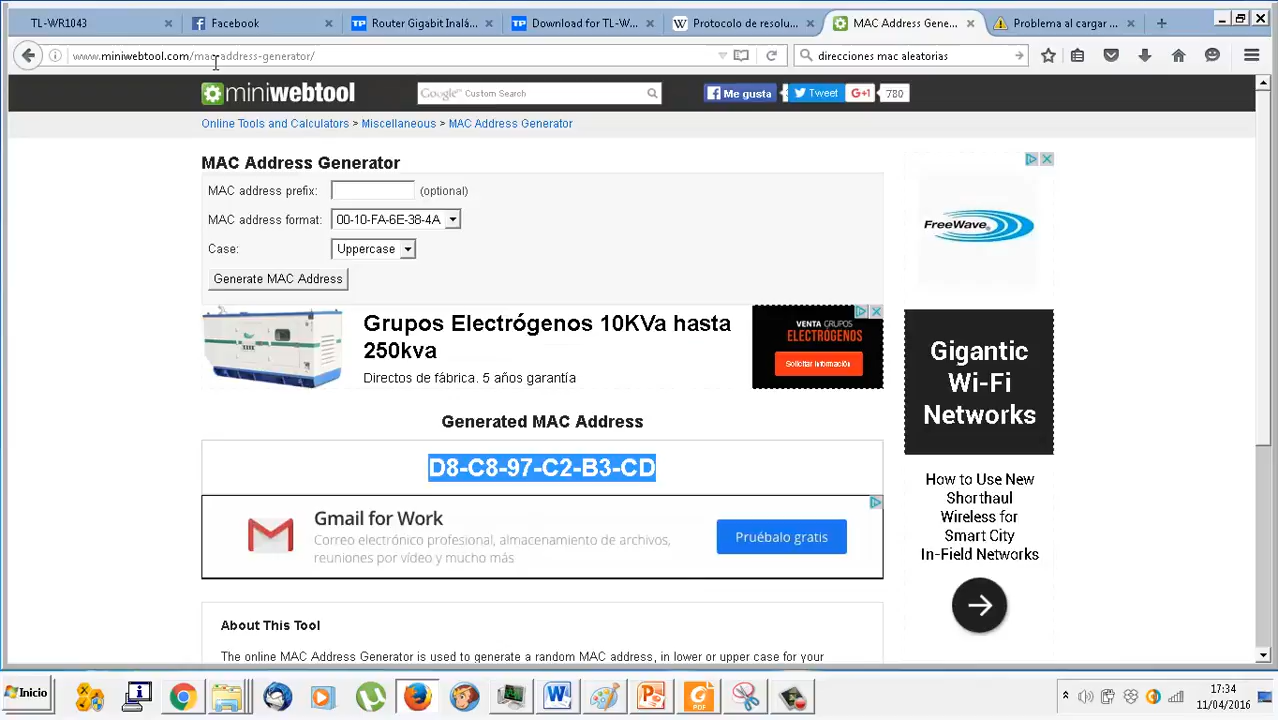 TL-WR1043
Facebook
Router Gigabit Inalá...
Download for TL-W...
Protocolo de resolu...
MAC Address Gene...
Problema al cargar ...
www.miniwebtool.com/mac-address-generator/
direcciones mac aleatorias
miniwebtool
Google™ Custom Search
Me gusta
Tweet
G+1
780
Online Tools and Calculators > Miscellaneous > MAC Address Generator
MAC Address Generator
MAC address prefix: (optional)
MAC address format: 00-10-FA-6E-38-4A
Case: Uppercase
Generate MAC Address
FreeWave
Grupos Electrógenos 10KVa hasta
250kva
Directos de fábrica. 5 años garantía
VENTA GRUPOS
ELECTRÓGENOS
Solicitar información
Gigantic
Wi-Fi
Networks
Generated MAC Address
D8-C8-97-C2-B3-CD
Gmail for Work
Correo electrónico profesional, almacenamiento de archivos,
reuniones por vídeo y mucho más
Pruébalo gratis
How to Use New
Shorthaul
Wireless for
Smart City
In-Field Networks
About This Tool
The online MAC Address Generator is used to generate a random MAC address, in lower or upper case for your
Inicio
17:34
11/04/2016